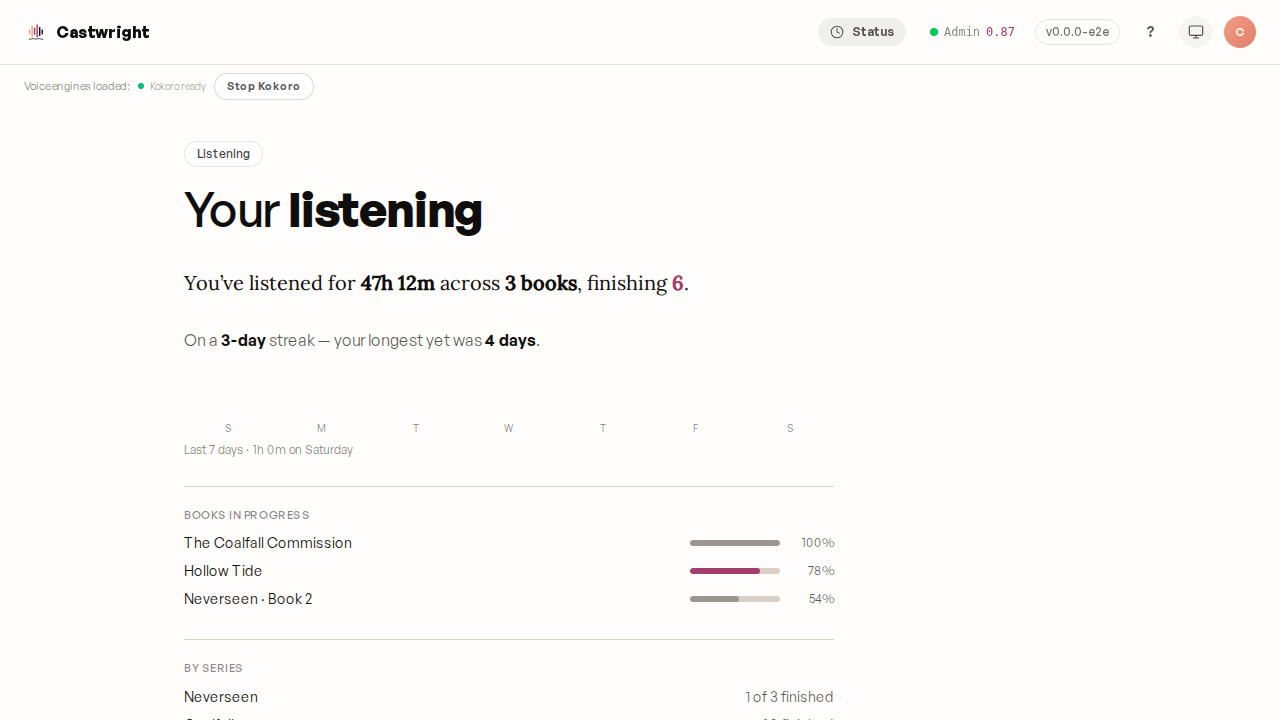 Castwright
Status
Admin 0.87
v0.0.0-e2e
?
C
Voice engines loaded:
Kokoro ready
Stop Kokoro
Listening
Your listening
You’ve listened for 47h 12m across 3 books, finishing 6.
On a 3-day streak — your longest yet was 4 days.
S M T W T F S
Last 7 days · 1h 0m on Saturday
BOOKS IN PROGRESS
The Coalfall Commission 100%
Hollow Tide 78%
Neverseen · Book 2 54%
BY SERIES
Neverseen 1 of 3 finished